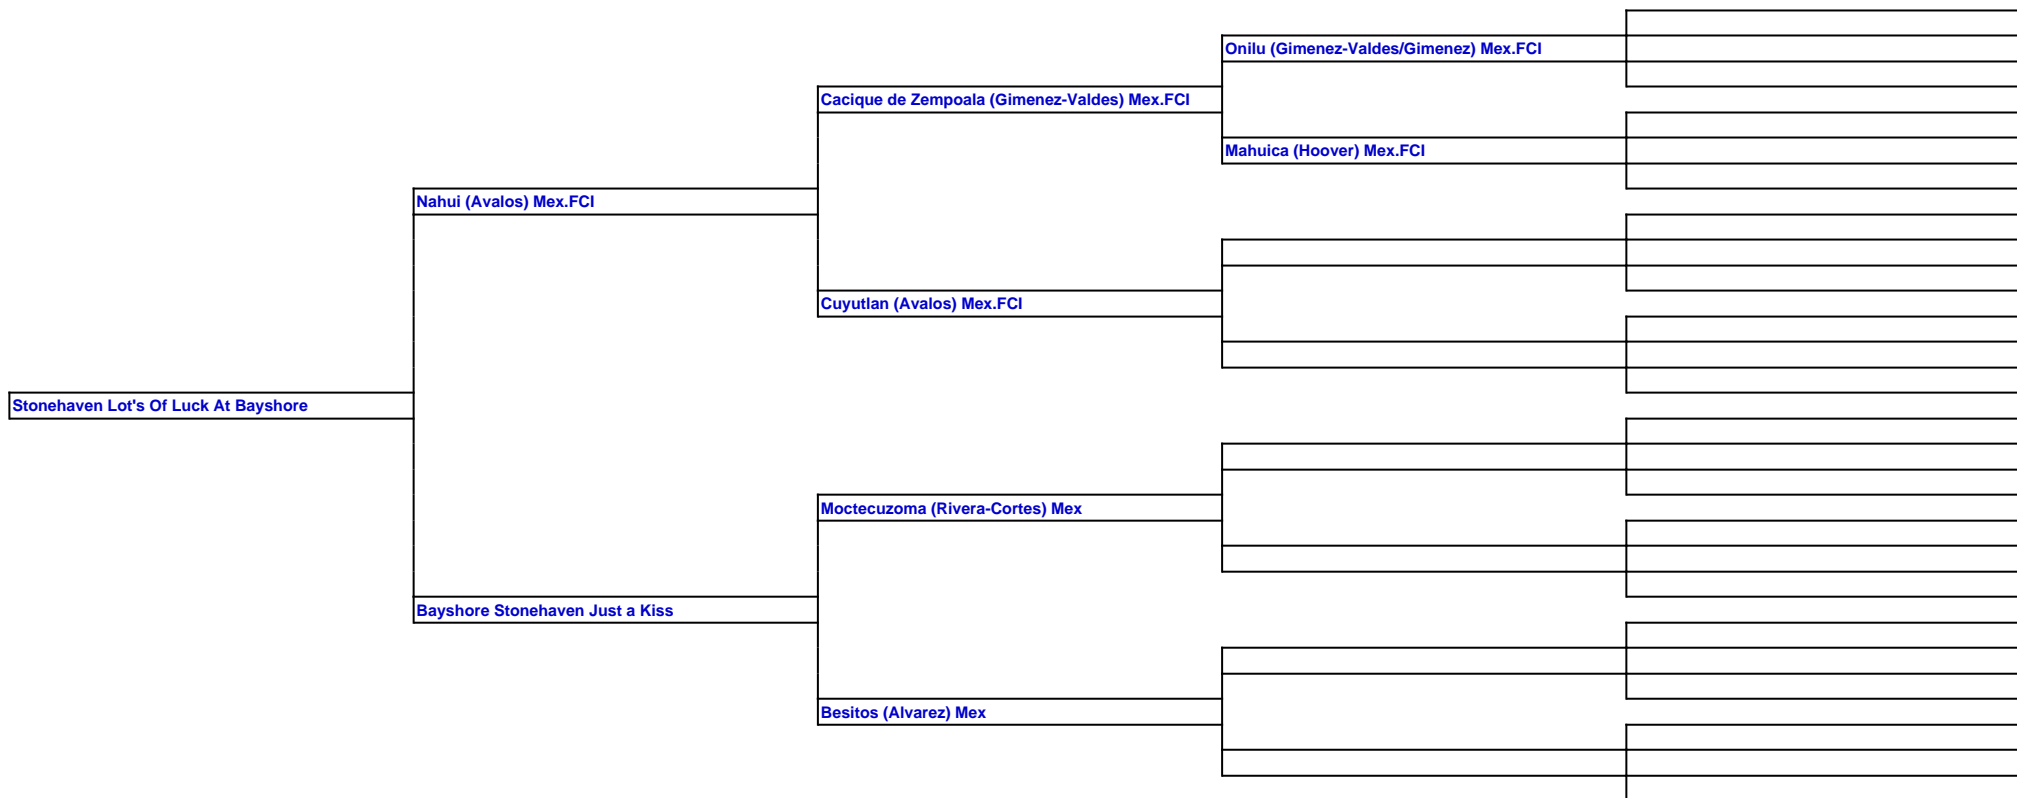 Onilu (Gimenez-Valdes/Gimenez) Mex.FCI
Cacique de Zempoala (Gimenez-Valdes) Mex.FCI
Mahuica (Hoover) Mex.FCI
Nahui (Avalos) Mex.FCI
Cuyutlan (Avalos) Mex.FCI
Stonehaven Lot's Of Luck At Bayshore
Moctecuzoma (Rivera-Cortes) Mex
Bayshore Stonehaven Just a Kiss
Besitos (Alvarez) Mex